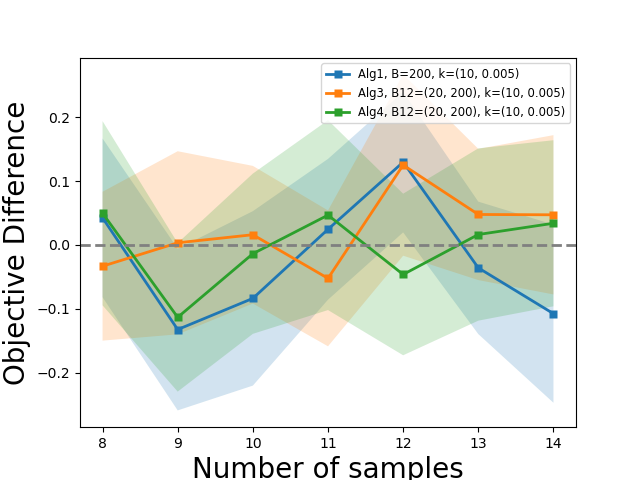 Alg1, B=200, k=(10, 0.005)
Alg3, B12=(20, 200), k=(10, 0.005)
Alg4, B12=(20, 200), k=(10, 0.005)
Objective Difference
0.2
0.1
0.0
−0.1
−0.2
8 9 10 11 12 13 14
Number of samples